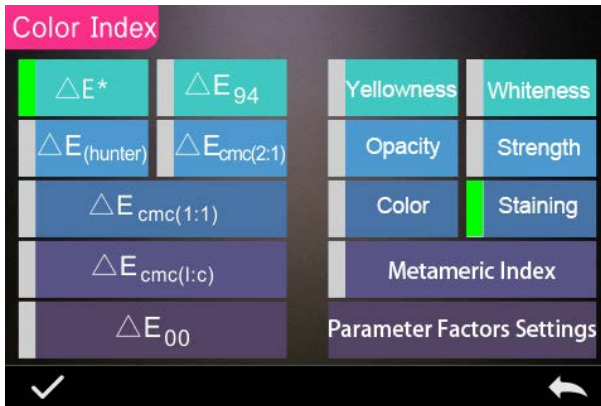 Color Index
△E*
△E94
Yellowness
Whiteness
△E(hunter)
△Ecmc(2:1)
Opacity
Strength
△Ecmc(1:1)
Color
Staining
△Ecmc(l:c)
Metameric Index
△E00
Parameter Factors Settings